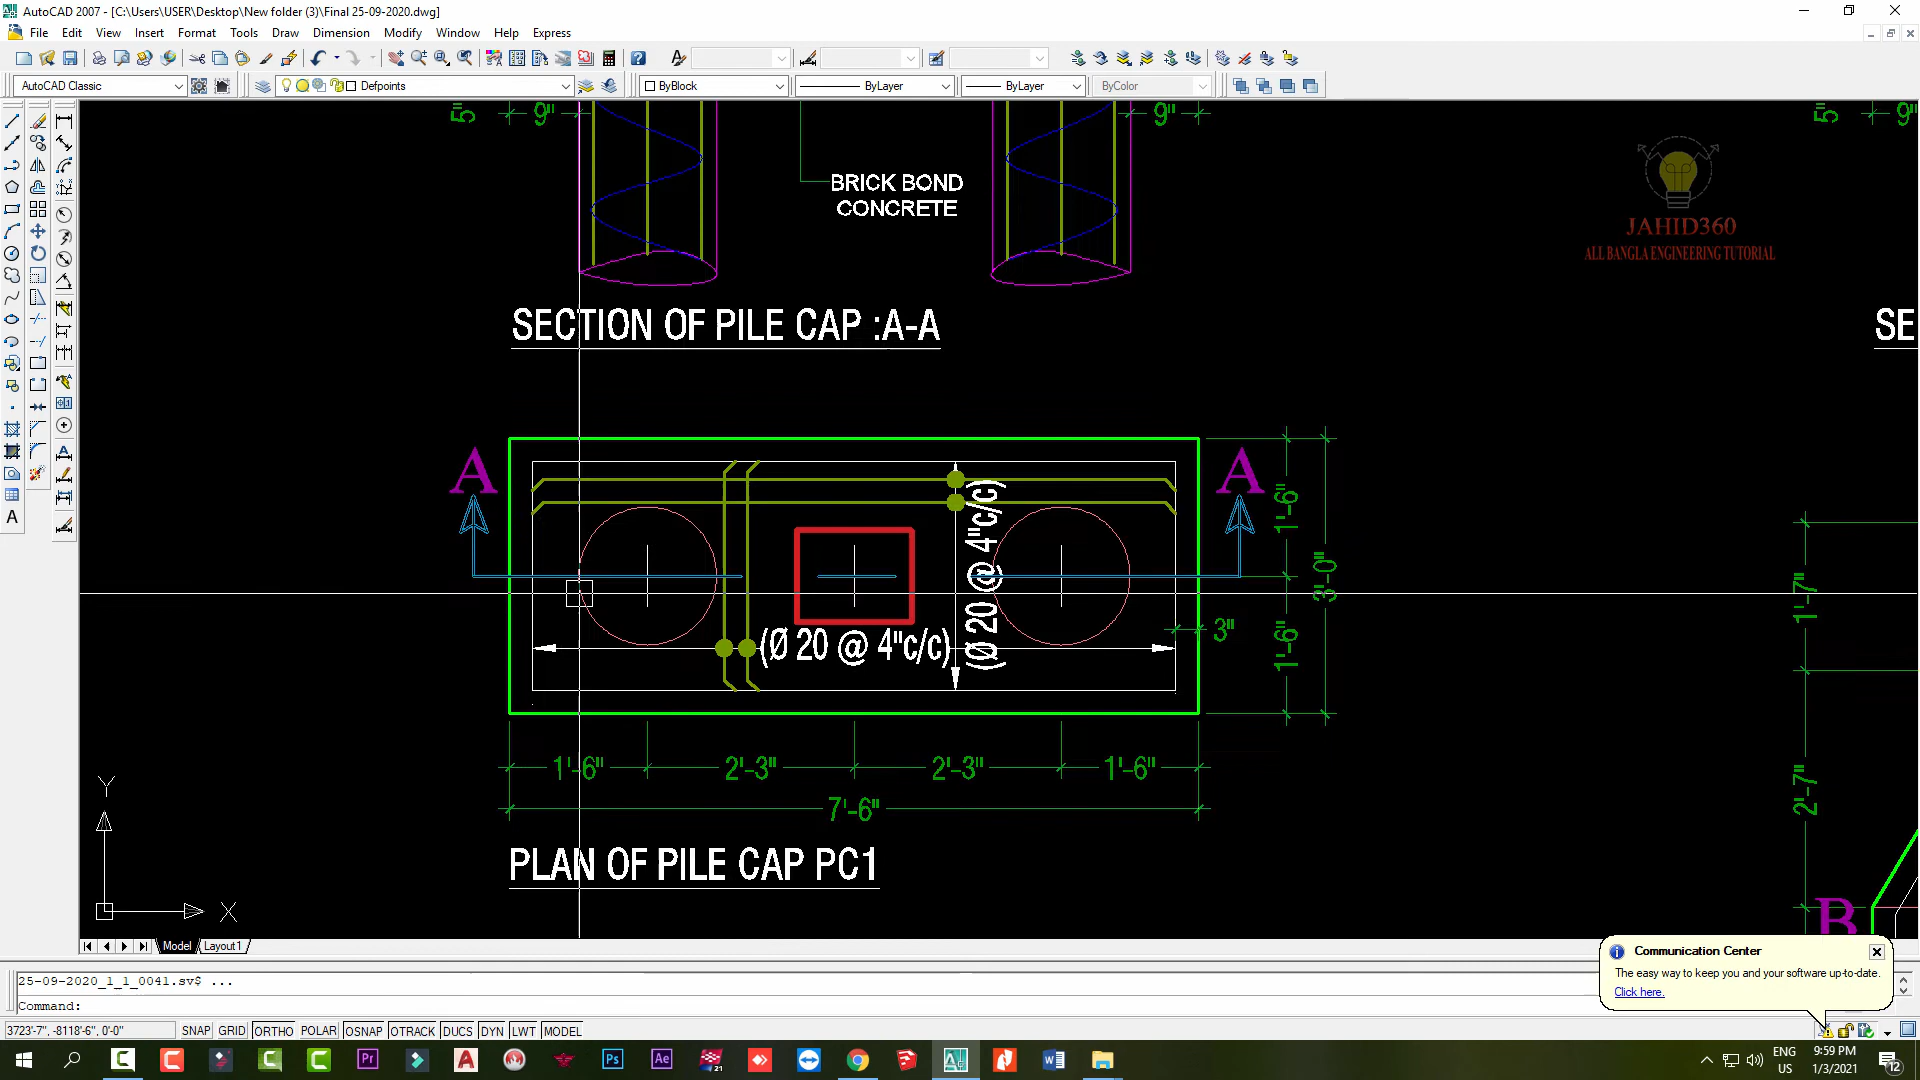 AutoCAD 2007 - [C:\Users\USER\Desktop\New folder (3)\Final 25-09-2020.dwg]
File Edit View Insert Format Tools Draw Dimension Modify Window Help Express
AutoCAD Classic
Defpoints
ByBlock
ByLayer
ByLayer
ByColor
5"
9"
9"
5"
9"
BRICK BOND
CONCRETE
JAHID360
ALL BANGLA ENGINEERING TUTORIAL
SECTION OF PILE CAP :A-A
SE
A
A
(Ø 20 @ 4"c/c)
(Ø 20 @ 4"c/c)
1'-6"
3'-0"
1'-6"
3"
1'-7"
2'-7"
1'-6"
2'-3"
2'-3"
1'-6"
7'-6"
PLAN OF PILE CAP PC1
B
Y
X
Model
Layout1
25-09-2020_1_1_0041.sv$ ...
Command:
Communication Center
The easy way to keep you and your software up-to-date.
Click here.
3723'-7", -8118'-6", 0'-0"
SNAP GRID ORTHO POLAR OSNAP OTRACK DUCS DYN LWT MODEL
Pr
Ps
Ae
21
ENG
US
9:59 PM
1/3/2021
12